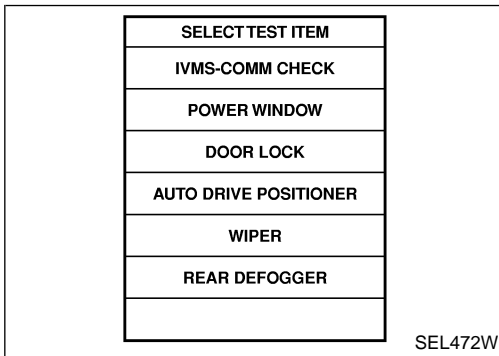 SELECT TEST ITEM
IVMS-COMM CHECK
POWER WINDOW
DOOR LOCK
AUTO DRIVE POSITIONER
WIPER
REAR DEFOGGER
SEL472W